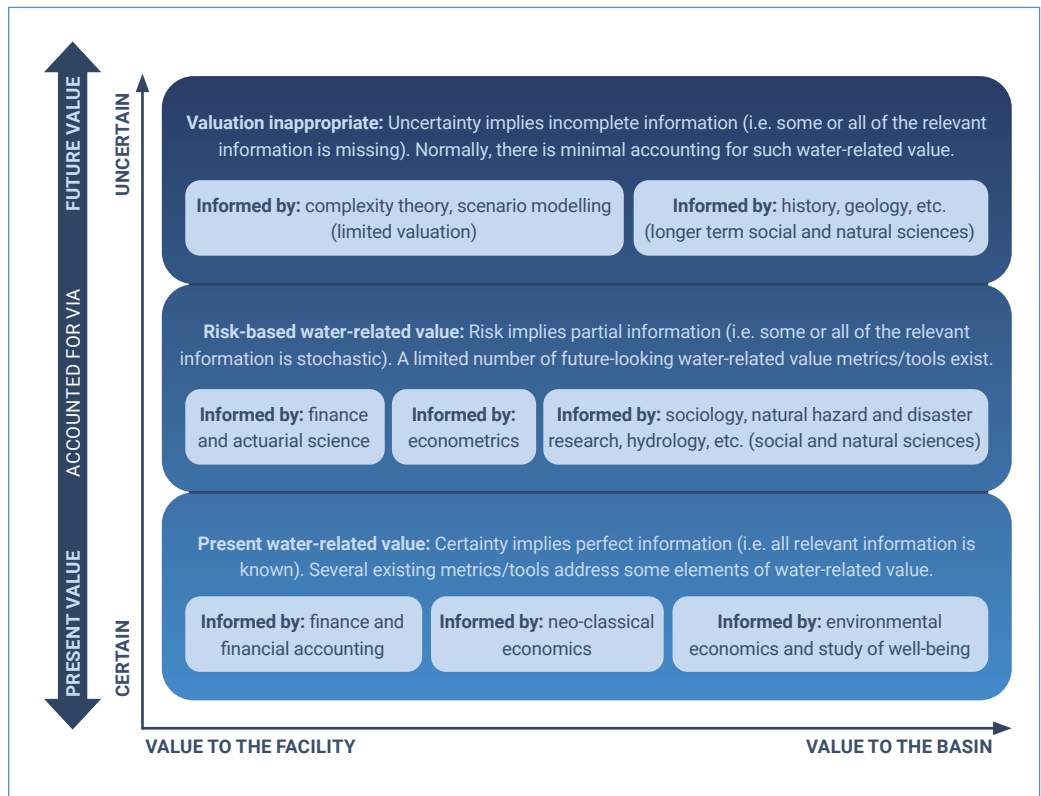 FUTURE VALUE
ACCOUNTED FOR VIA
PRESENT VALUE
UNCERTAIN
CERTAIN
Valuation inappropriate: Uncertainty implies incomplete information (i.e. some or all of the relevant
information is missing). Normally, there is minimal accounting for such water-related value.
Informed by: complexity theory, scenario modelling
(limited valuation)
Informed by: history, geology, etc.
(longer term social and natural sciences)
Risk-based water-related value: Risk implies partial information (i.e. some or all of the relevant
information is stochastic). A limited number of future-looking water-related value metrics/tools exist.
Informed by: finance
and actuarial science
Informed by:
econometrics
Informed by: sociology, natural hazard and disaster
research, hydrology, etc. (social and natural sciences)
Present water-related value: Certainty implies perfect information (i.e. all relevant information is
known). Several existing metrics/tools address some elements of water-related value.
Informed by: finance and
financial accounting
Informed by: neo-classical
economics
Informed by: environmental
economics and study of well-being
VALUE TO THE FACILITY
VALUE TO THE BASIN